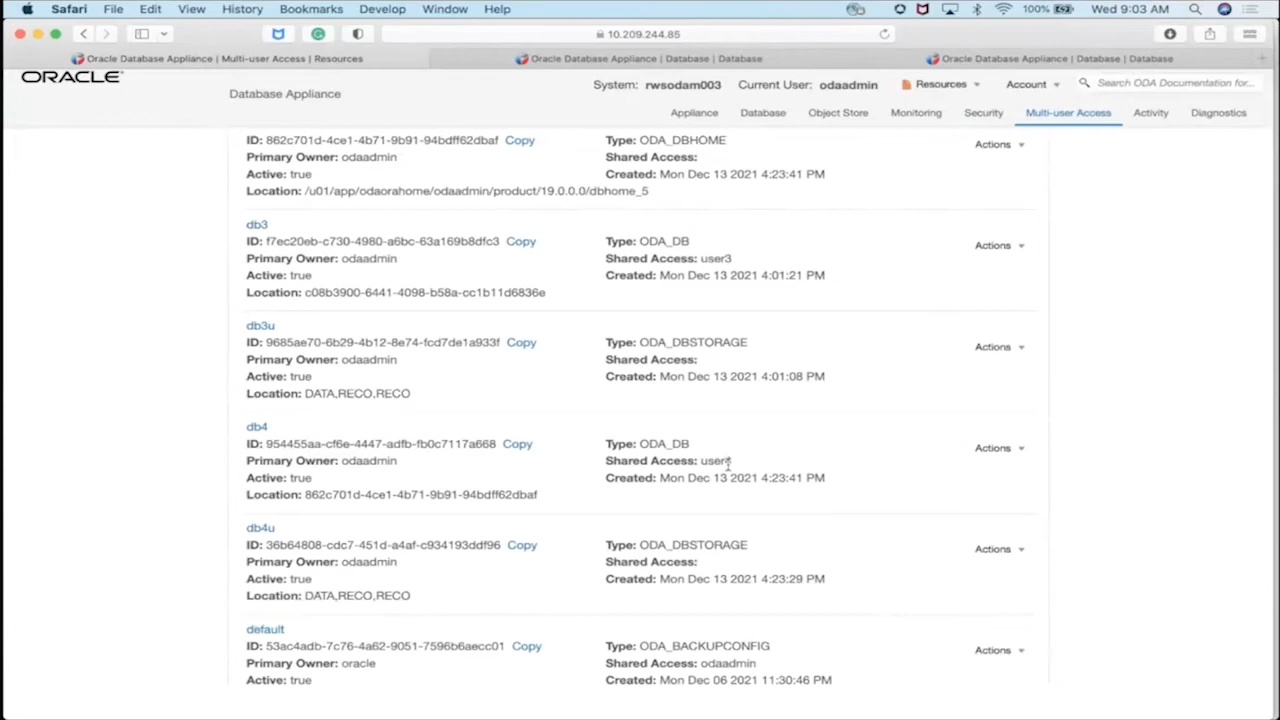 Safari File Edit View History Bookmarks Develop Window Help 100% Wed 9:03 AM
10.209.244.85
Oracle Database Appliance | Multi-user Access | Resources
Oracle Database Appliance | Database | Database
Oracle Database Appliance | Database | Database
ORACLE
Database Appliance
System: rwsodam003 Current User: odaadmin Resources Account Search ODA Documentation for...
Appliance Database Object Store Monitoring Security Multi-user Access Activity Diagnostics
ID: 862c701d-4ce1-4b71-9b91-94bdff62dbaf Copy Type: ODA_DBHOME Actions
Primary Owner: odaadmin Shared Access:
Active: true Created: Mon Dec 13 2021 4:23:41 PM
Location: /u01/app/odaorahome/odaadmin/product/19.0.0.0/dbhome_5
db3
ID: f7ec20eb-c730-4980-a6bc-63a169b8dfc3 Copy Type: ODA_DB Actions
Primary Owner: odaadmin Shared Access: user3
Active: true Created: Mon Dec 13 2021 4:01:21 PM
Location: c08b3900-6441-4098-b58a-cc1b11d6836e
db3u
ID: 9685ae70-6b29-4b12-8e74-fcd7de1a933f Copy Type: ODA_DBSTORAGE Actions
Primary Owner: odaadmin Shared Access:
Active: true Created: Mon Dec 13 2021 4:01:08 PM
Location: DATA,RECO,RECO
db4
ID: 954455aa-cf6e-4447-adfb-fb0c7117a668 Copy Type: ODA_DB Actions
Primary Owner: odaadmin Shared Access:
Active: true Created: Mon Dec 13 2021 4:23:41 PM
Location: 862c701d-4ce1-4b71-9b91-94bdff62dbaf
db4u
ID: 36b64808-cdc7-451d-a4af-c934193ddf96 Copy Type: ODA_DBSTORAGE Actions
Primary Owner: odaadmin Shared Access:
Active: true Created: Mon Dec 13 2021 4:23:29 PM
Location: DATA,RECO,RECO
default
ID: 53ac4adb-7c76-4a62-9051-7596b6aecc01 Copy Type: ODA_BACKUPCONFIG Actions
Primary Owner: oracle Shared Access: odaadmin
Active: true Created: Mon Dec 06 2021 11:30:46 PM